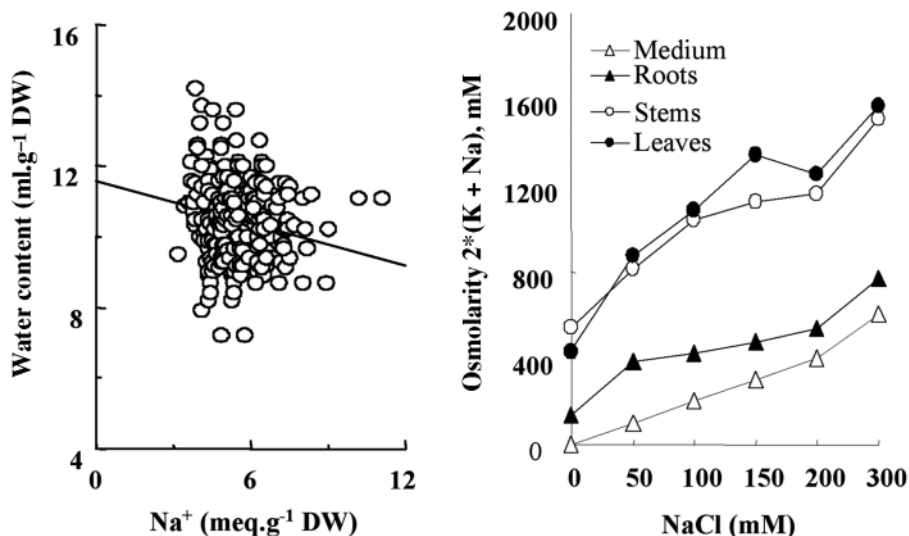 16
12
8
4
0
6
12
Water content (ml.g⁻¹ DW)
Na⁺ (meq.g⁻¹ DW)
2000
1600
1200
800
400
0
0
50
100
150
200
300
Osmolarity 2*(K + Na), mM
NaCl (mM)
Medium
Roots
Stems
Leaves